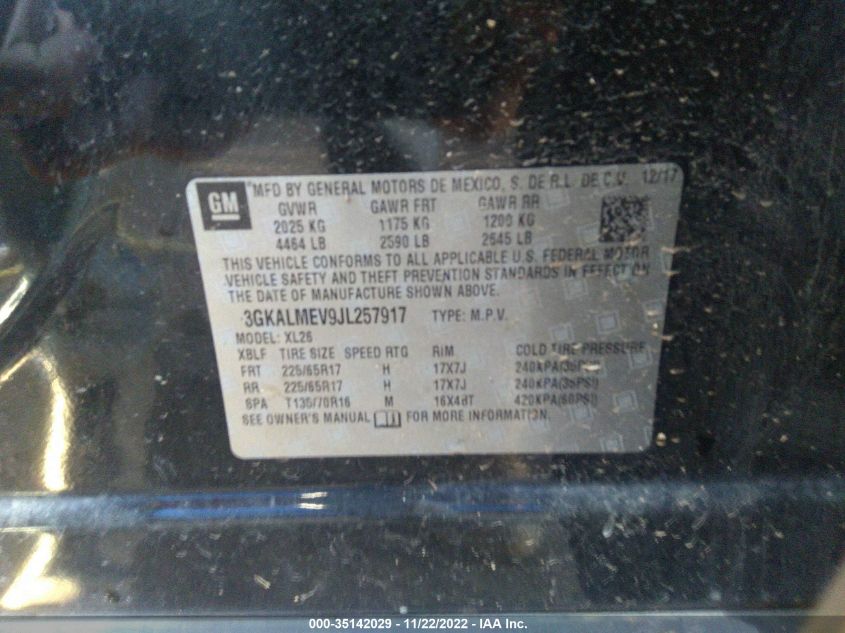 GM
MFD BY GENERAL MOTORS DE MEXICO, S. DE R.L. DE C.V. 12/17
GVWR GAWR FRT GAWR RR
2025 KG 1175 KG 1200 KG
4464 LB 2590 LB 2645 LB
THIS VEHICLE CONFORMS TO ALL APPLICABLE U.S. FEDERAL MOTOR
VEHICLE SAFETY AND THEFT PREVENTION STANDARDS IN EFFECT ON
THE DATE OF MANUFACTURE SHOWN ABOVE.
3GKALMEV9JL257917 TYPE: M.P.V.
MODEL: XL26
XBLF TIRE SIZE SPEED RTG RIM COLD TIRE PRESSURE
FRT 225/65R17 H 17X7J 240KPA(35PSI)
RR 225/65R17 H 17X7J 240KPA(35PSI)
SPA T135/70R16 M 16X4BT 420KPA(60PSI)
SEE OWNER'S MANUAL FOR MORE INFORMATION.
000-35142029 - 11/22/2022 - IAA Inc.